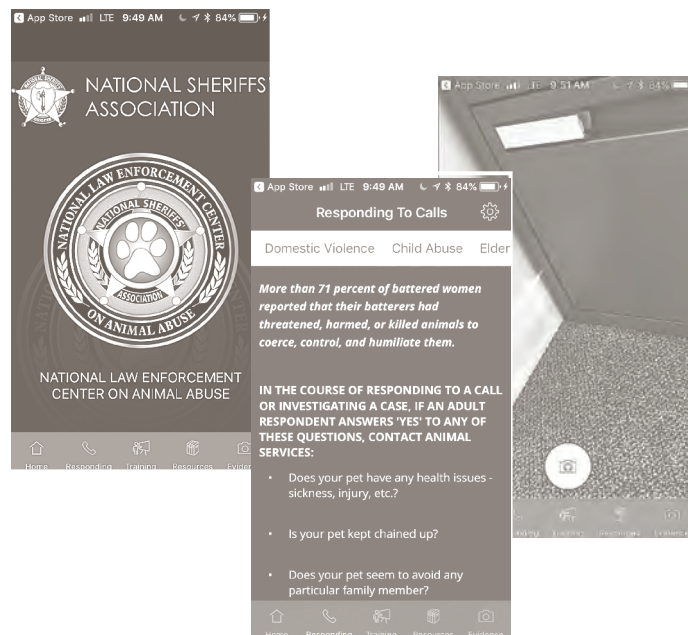 App Store LTE 9:49 AM 84%
NATIONAL SHERIFFS'
ASSOCIATION
NATIONAL LAW ENFORCEMENT CENTER
NATIONAL SHERIFFS'
ASSOCIATION
ON ANIMAL ABUSE
NATIONAL LAW ENFORCEMENT
CENTER ON ANIMAL ABUSE
Home Responding Training Resources Eviden
App Store LTE 9:49 AM 84%
Responding To Calls
Domestic Violence Child Abuse Elder
More than 71 percent of battered women
reported that their batterers had
threatened, harmed, or killed animals to
coerce, control, and humiliate them.
IN THE COURSE OF RESPONDING TO A CALL
OR INVESTIGATING A CASE, IF AN ADULT
RESPONDENT ANSWERS 'YES' TO ANY OF
THESE QUESTIONS, CONTACT ANIMAL
SERVICES:
• Does your pet have any health issues -
sickness, injury, etc.?
• Is your pet kept chained up?
• Does your pet seem to avoid any
particular family member?
Home Responding Training Resources Evidence
App Store LTE 9:51 AM 84%
Training Resources Evidence